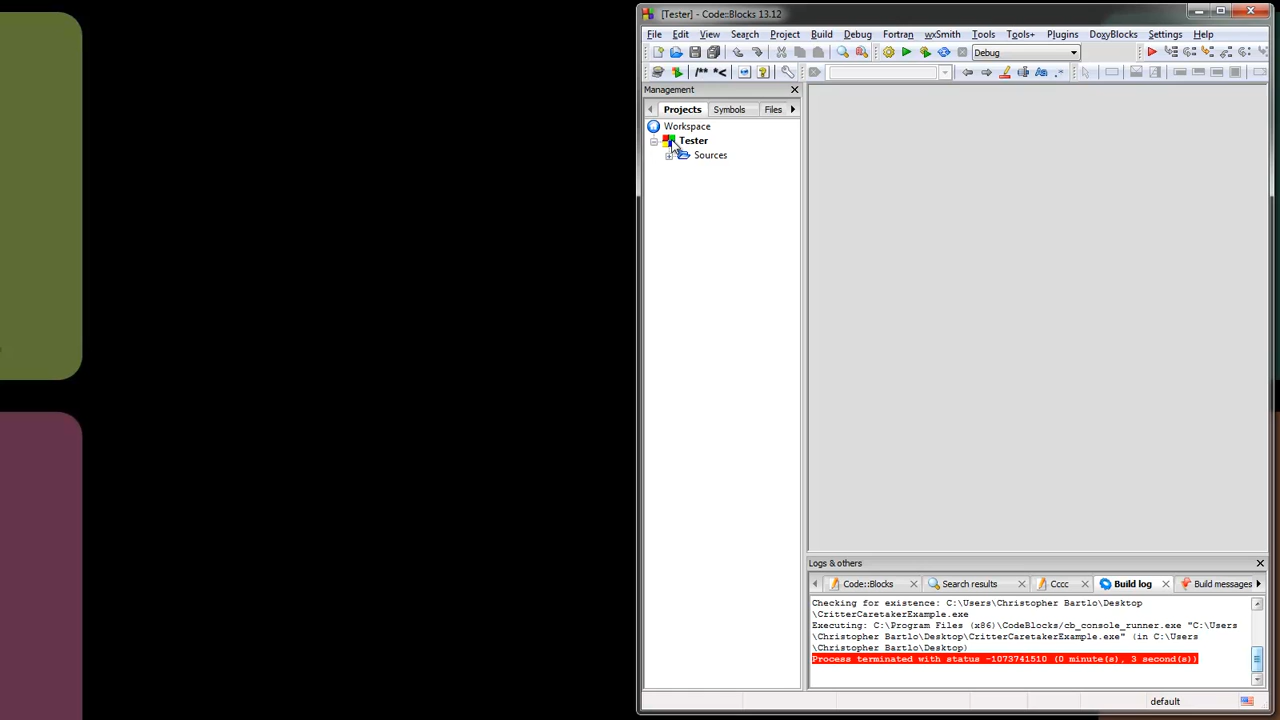 [Tester] - Code::Blocks 13.12
File Edit View Search Project Build Debug Fortran wxSmith Tools Tools+ Plugins DoxyBlocks Settings Help
Debug
/** *<
Management
Projects Symbols Files
Workspace
Tester
Sources
Logs & others
Code::Blocks Search results Cccc Build log Build messages
Checking for existence: C:\Users\Christopher Bartlo\Desktop
\CritterCaretakerExample.exe
Executing: C:\Program Files (x86)\CodeBlocks/cb_console_runner.exe "C:\Users
\Christopher Bartlo\Desktop\CritterCaretakerExample.exe" (in C:\Users
\Christopher Bartlo\Desktop)
Process terminated with status -1073741510 (0 minute(s), 3 second(s))
default